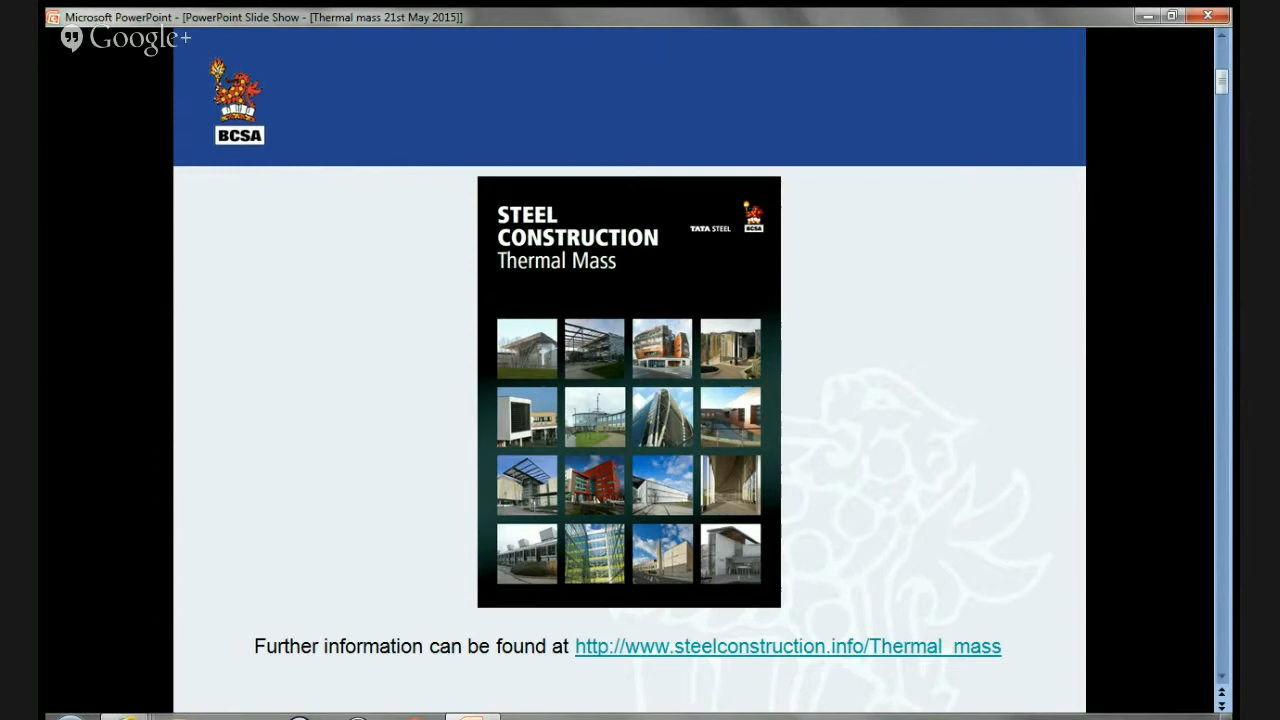 Microsoft PowerPoint - [PowerPoint Slide Show - [Thermal mass 21st May 2015]]
Google+
BCSA
STEEL
CONSTRUCTION
Thermal Mass
TATA STEEL
BCSA
Further information can be found at http://www.steelconstruction.info/Thermal_mass